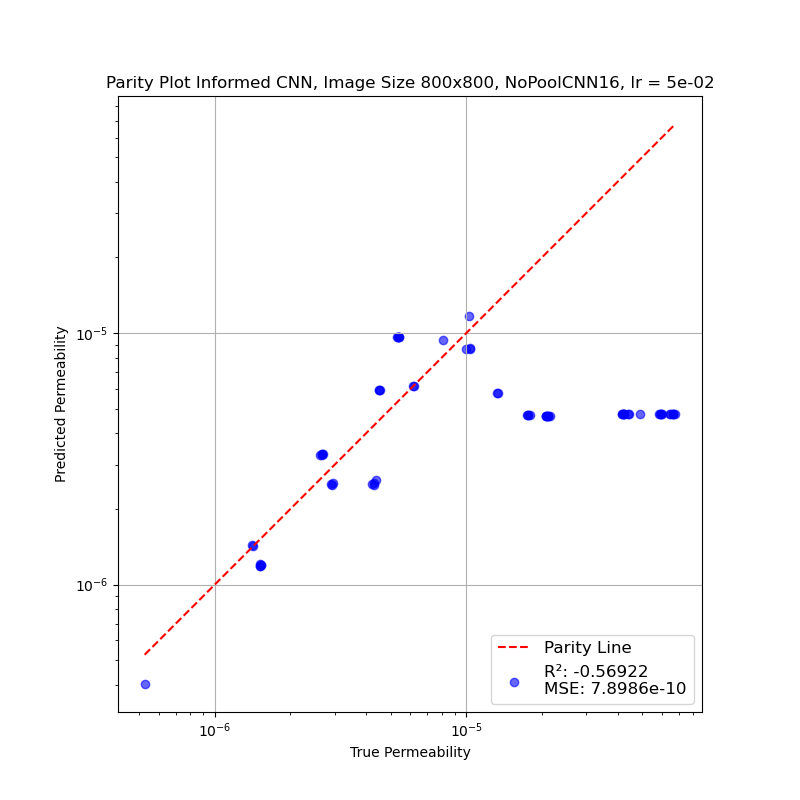 Parity Plot Informed CNN, Image Size 800x800, NoPoolCNN16, lr = 5e-02
Predicted Permeability
10⁻⁵
10⁻⁶
Parity Line
R²: -0.56922
MSE: 7.8986e-10
10⁻⁶
10⁻⁵
True Permeability